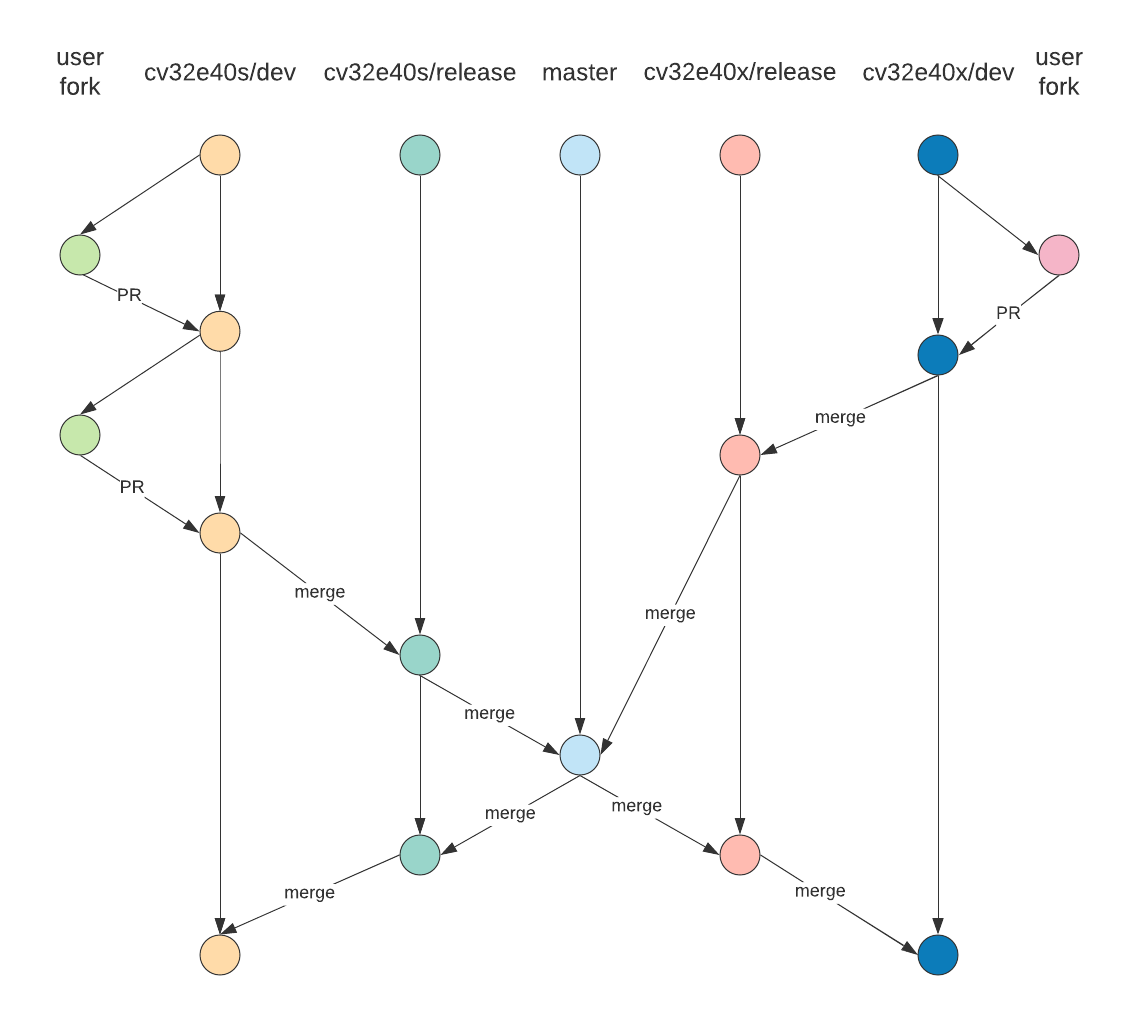 user
fork
cv32e40s/dev
cv32e40s/release
master
cv32e40x/release
cv32e40x/dev
user
fork
PR
PR
merge
PR
merge
merge
merge
merge
merge
merge
merge
merge